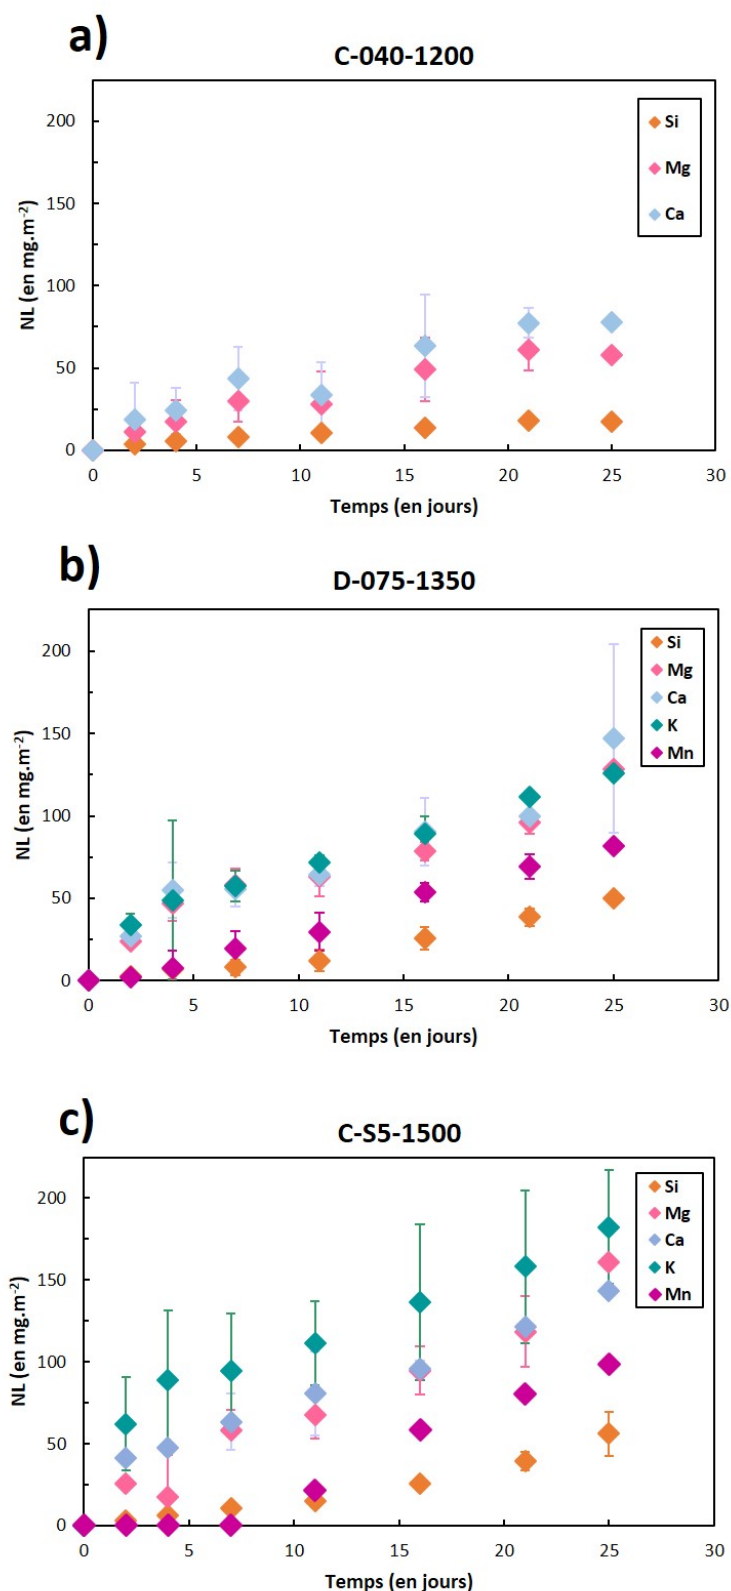 a)
C-040-1200
200
150
100
50
0
0 5 10 15 20 25 30
NL (en mg.m⁻²)
Temps (en jours)
Si
Mg
Ca
b)
D-075-1350
200
150
100
50
0
0 5 10 15 20 25 30
NL (en mg.m⁻²)
Temps (en jours)
Si
Mg
Ca
K
Mn
c)
C-S5-1500
200
150
100
50
0
0 5 10 15 20 25 30
NL (en mg.m⁻²)
Temps (en jours)
Si
Mg
Ca
K
Mn